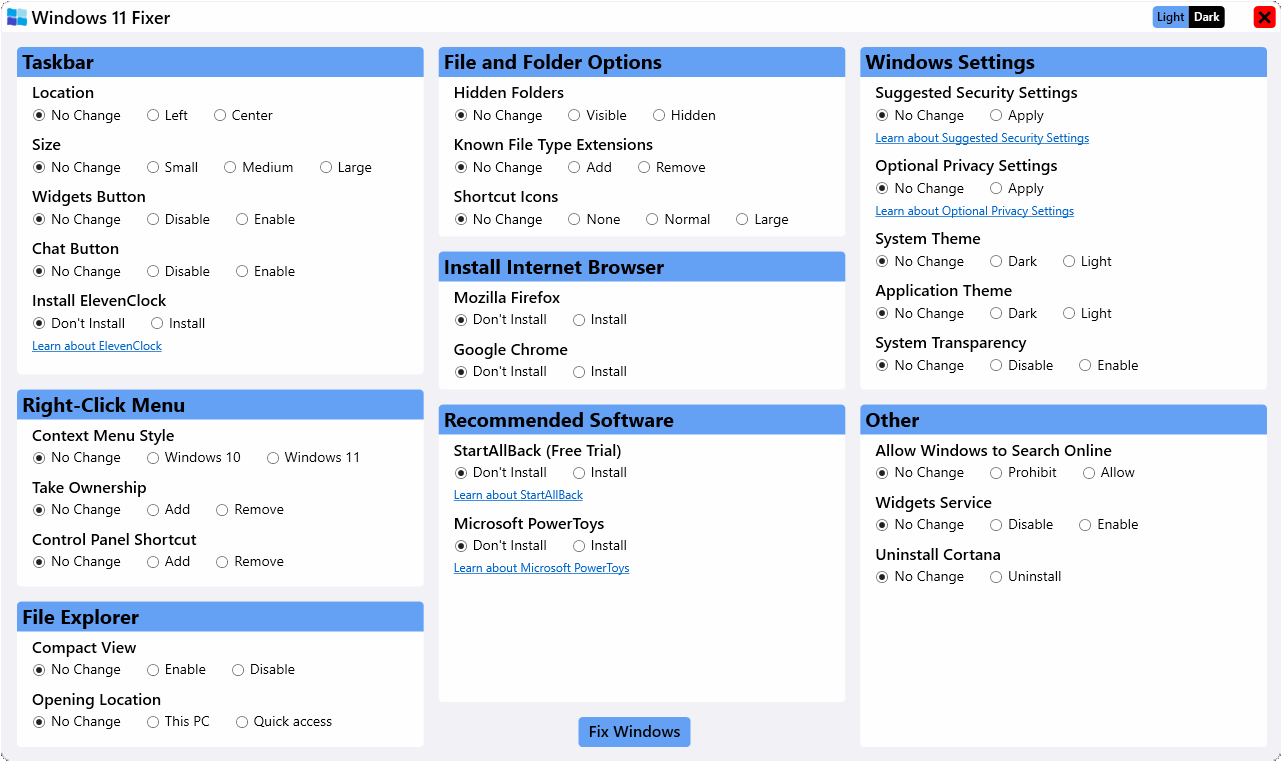 Windows 11 Fixer
Light Dark
Taskbar
Location
No Change Left Center
Size
No Change Small Medium Large
Widgets Button
No Change Disable Enable
Chat Button
No Change Disable Enable
Install ElevenClock
Don't Install Install
Learn about ElevenClock
Right-Click Menu
Context Menu Style
No Change Windows 10 Windows 11
Take Ownership
No Change Add Remove
Control Panel Shortcut
No Change Add Remove
File Explorer
Compact View
No Change Enable Disable
Opening Location
No Change This PC Quick access
File and Folder Options
Hidden Folders
No Change Visible Hidden
Known File Type Extensions
No Change Add Remove
Shortcut Icons
No Change None Normal Large
Install Internet Browser
Mozilla Firefox
Don't Install Install
Google Chrome
Don't Install Install
Recommended Software
StartAllBack (Free Trial)
Don't Install Install
Learn about StartAllBack
Microsoft PowerToys
Don't Install Install
Learn about Microsoft PowerToys
Fix Windows
Windows Settings
Suggested Security Settings
No Change Apply
Learn about Suggested Security Settings
Optional Privacy Settings
No Change Apply
Learn about Optional Privacy Settings
System Theme
No Change Dark Light
Application Theme
No Change Dark Light
System Transparency
No Change Disable Enable
Other
Allow Windows to Search Online
No Change Prohibit Allow
Widgets Service
No Change Disable Enable
Uninstall Cortana
No Change Uninstall